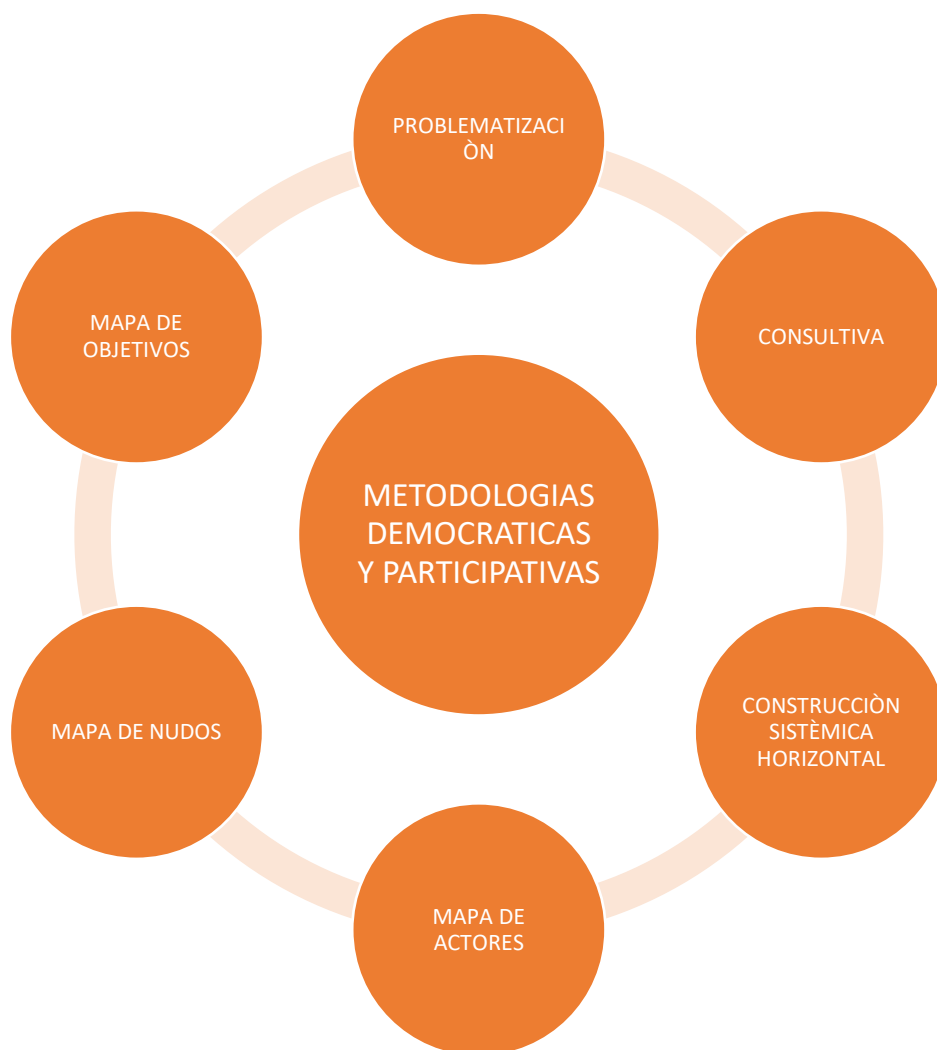 PROBLEMATIZACI
ÒN
CONSULTIVA
CONSTRUCCIÒN
SISTÈMICA
HORIZONTAL
MAPA DE
ACTORES
MAPA DE NUDOS
MAPA DE
OBJETIVOS
METODOLOGIAS
DEMOCRATICAS
Y PARTICIPATIVAS